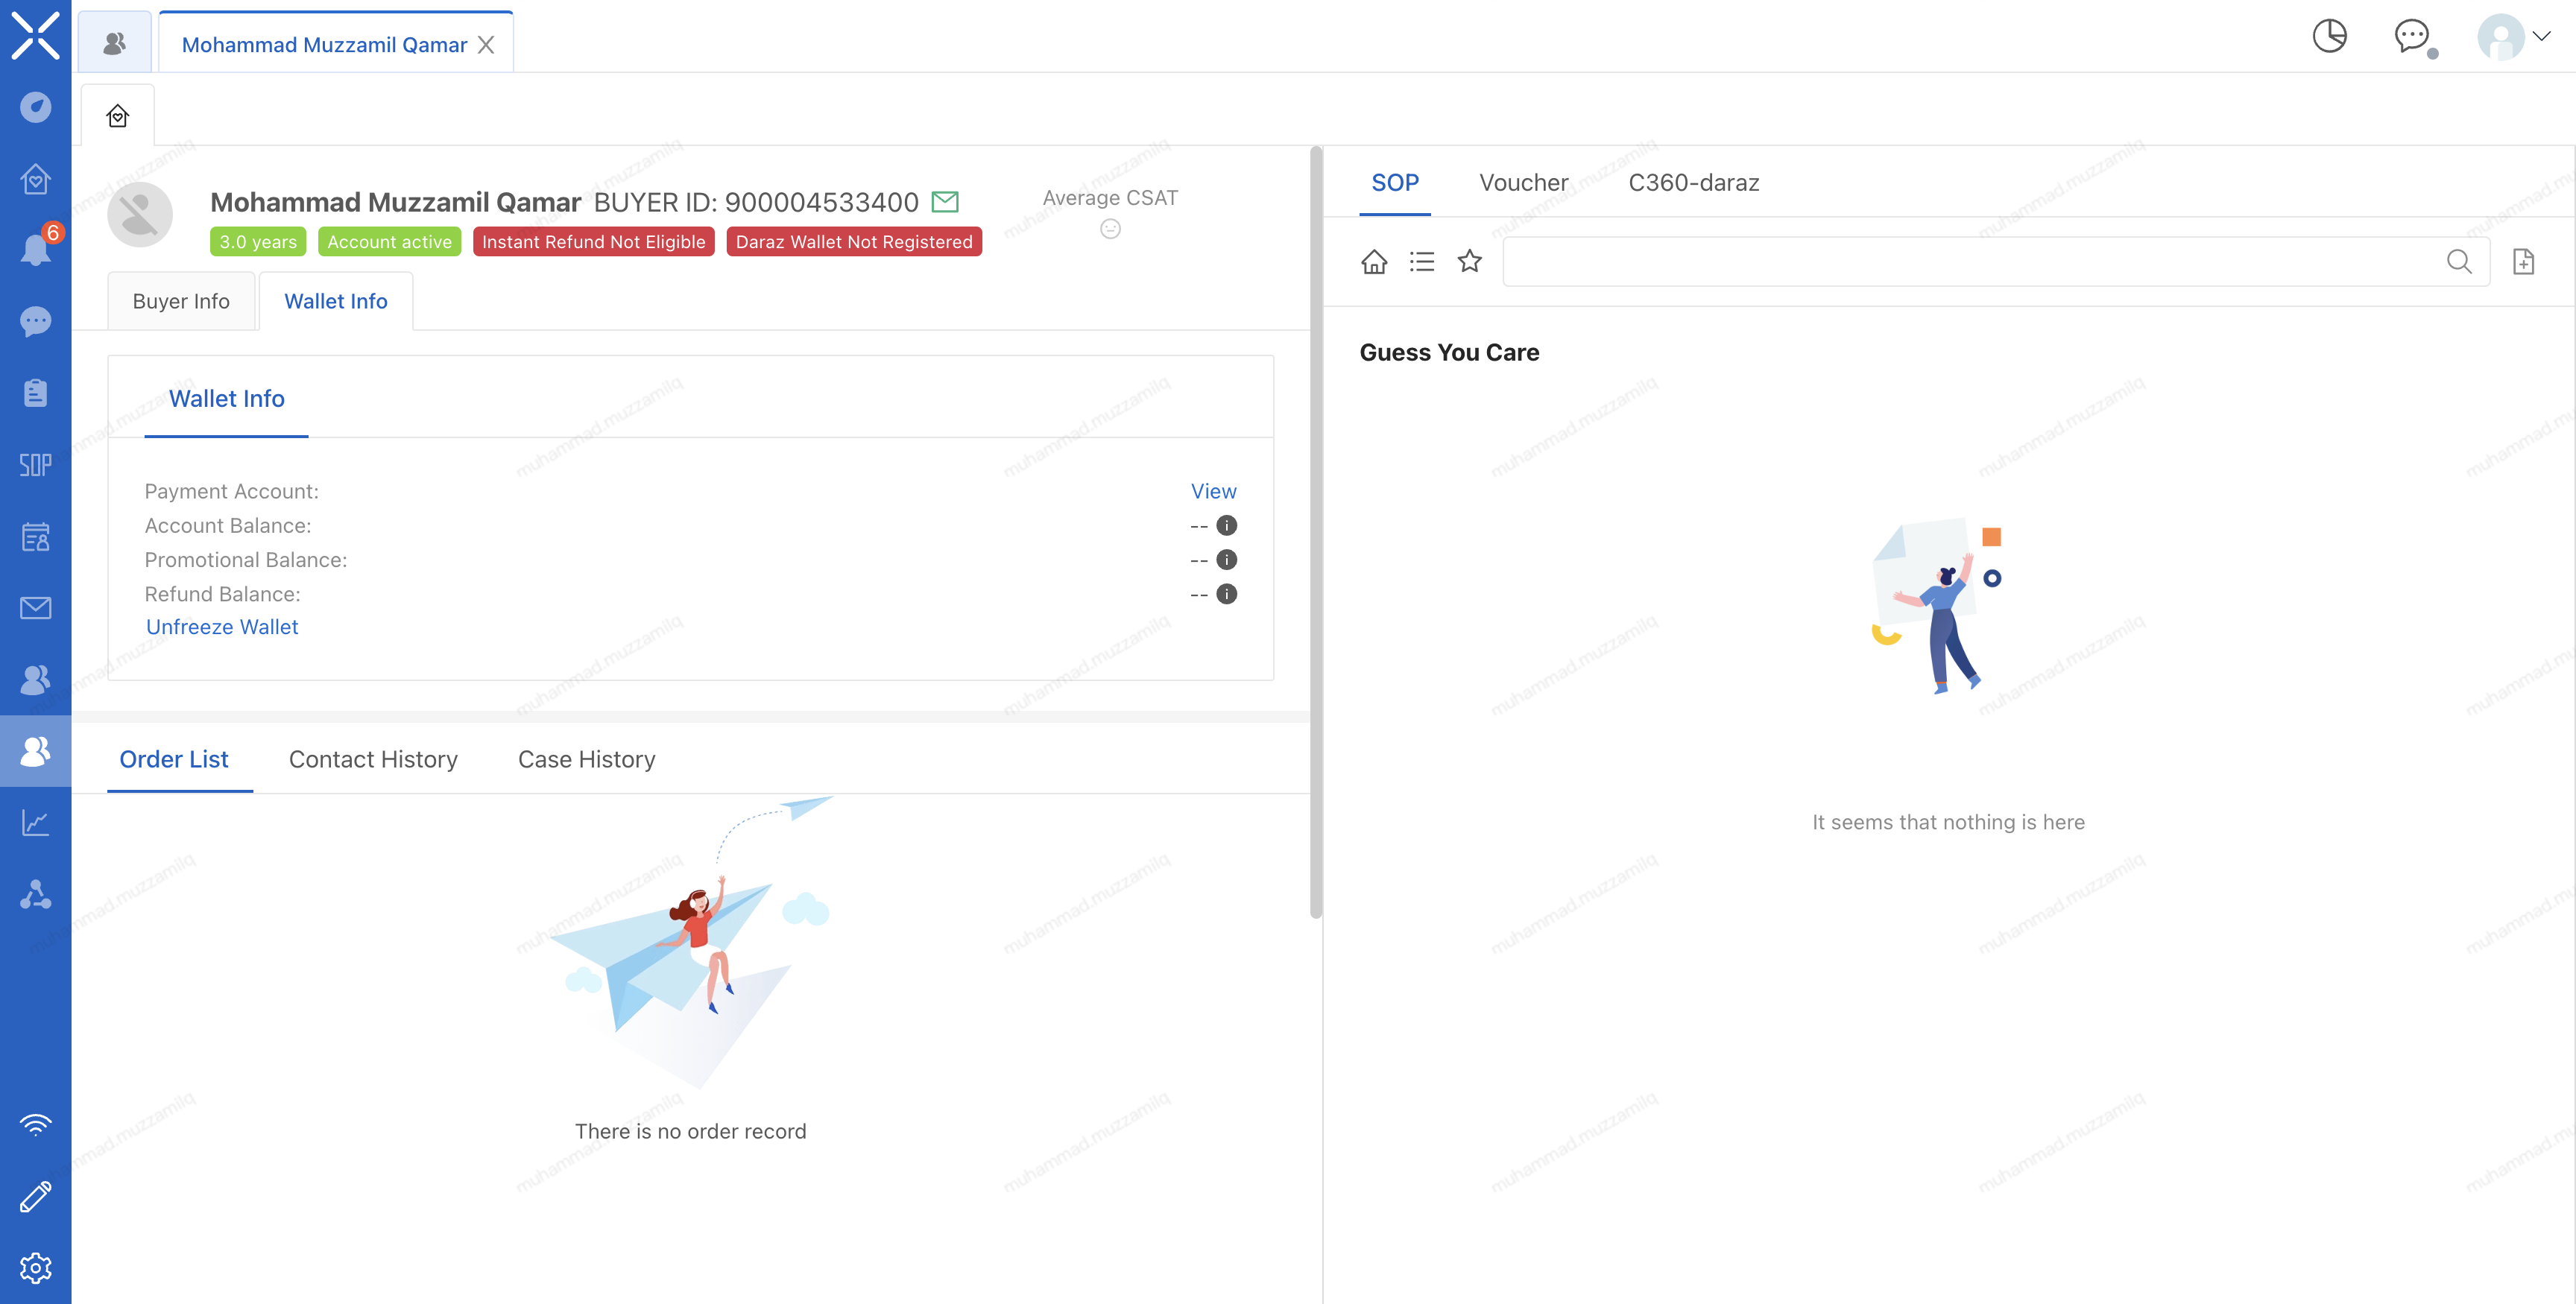 Mohammad Muzzamil Qamar
6
Mohammad Muzzamil Qamar BUYER ID: 900004533400
Average CSAT
3.0 years Account active Instant Refund Not Eligible Daraz Wallet Not Registered
Buyer Info Wallet Info
Wallet Info
Payment Account: View
Account Balance: --
Promotional Balance: --
Refund Balance: --
Unfreeze Wallet
Order List Contact History Case History
There is no order record
SOP
SOP Voucher C360-daraz
Guess You Care
It seems that nothing is here
muhammad.muzzamilq